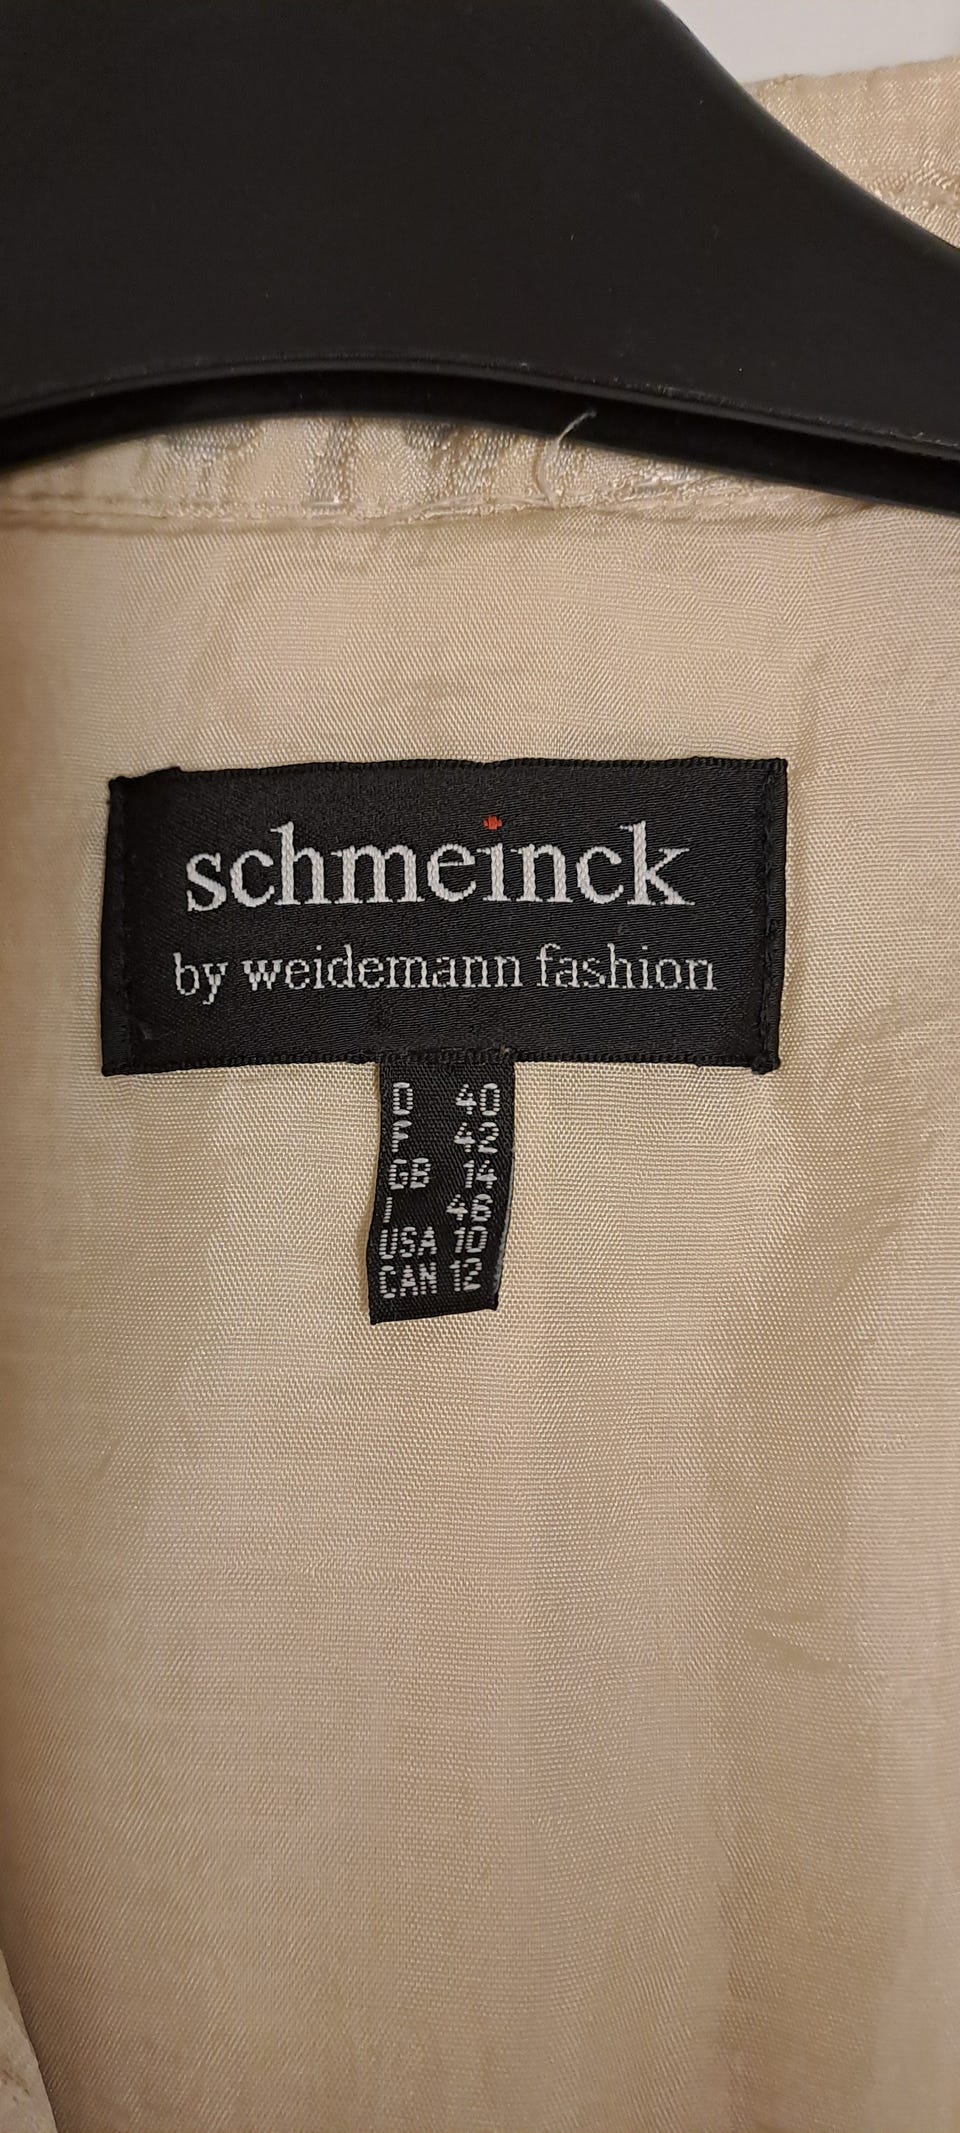 schmeinck
by weidemann fashion
D 40
F 42
GB 14
I 46
USA 10
CAN 12